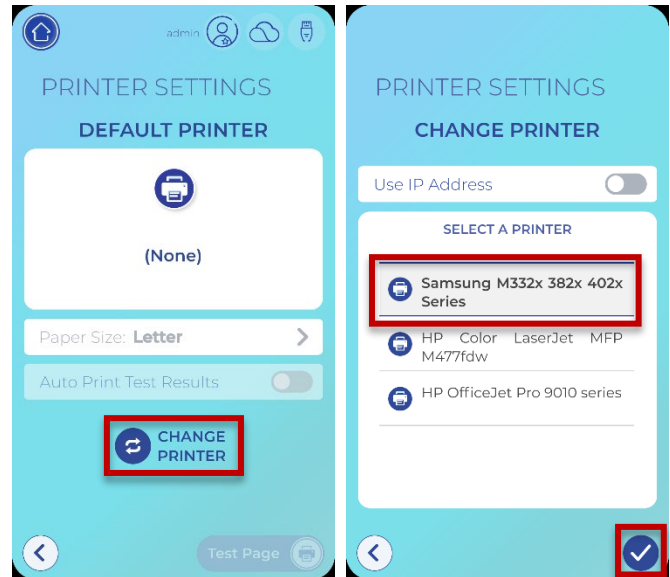 admin
PRINTER SETTINGS
DEFAULT PRINTER
(None)
Paper Size: Letter
Auto Print Test Results
CHANGE
PRINTER
Test Page
PRINTER SETTINGS
CHANGE PRINTER
Use IP Address
SELECT A PRINTER
Samsung M332x 382x 402x
Series
HP Color LaserJet MFP
M477fdw
HP OfficeJet Pro 9010 series